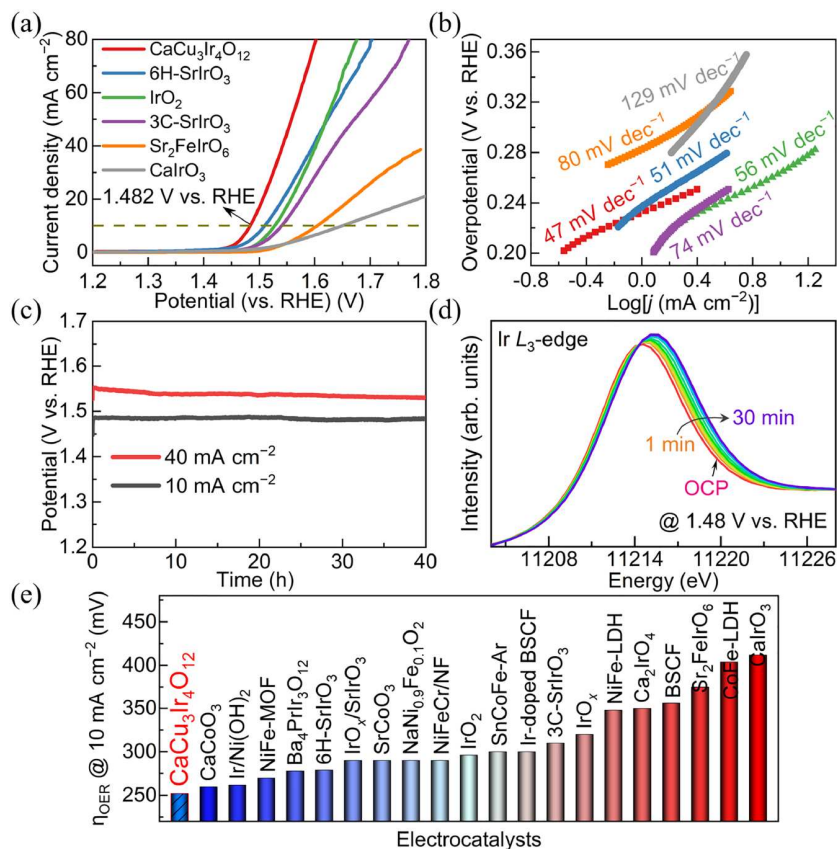 (a)
80
60
40
20
0
Current density (mA cm⁻²)
CaCu₃Ir₄O₁₂
6H-SrIrO₃
IrO₂
3C-SrIrO₃
Sr₂FeIrO₆
CaIrO₃
1.482 V vs. RHE
1.2 1.3 1.4 1.5 1.6 1.7 1.8
Potential (vs. RHE) (V)
(b)
0.36
0.32
0.28
0.24
0.20
Overpotential (V vs. RHE)
129 mV dec⁻¹
80 mV dec⁻¹
51 mV dec⁻¹
56 mV dec⁻¹
47 mV dec⁻¹
74 mV dec⁻¹
-0.8 -0.4 0.0 0.4 0.8 1.2
Log[j (mA cm⁻²)]
(c)
1.7
1.6
1.5
1.4
1.3
1.2
Potential (V vs. RHE)
40 mA cm⁻²
10 mA cm⁻²
0 10 20 30 40
Time (h)
(d)
Intensity (arb. units)
Ir L₃-edge
30 min
1 min
OCP
@ 1.48 V vs. RHE
11208 11214 11220 11226
Energy (eV)
(e)
450
400
350
300
250
ηOER @ 10 mA cm⁻² (mV)
CaCu₃Ir₄O₁₂
CaCoO₃
Ir/Ni(OH)₂
NiFe-MOF
Ba₄PrIr₃O₁₂
6H-SrIrO₃
IrOₓ/SrIrO₃
SrCoO₃
NaNi₀.₉Fe₀.₁O₂
NiFeCr/NF
IrO₂
SnCoFe-Ar
Ir-doped BSCF
3C-SrIrO₃
IrOₓ
NiFe-LDH
Ca₂IrO₄
BSCF
Sr₂FeIrO₆
CoFe-LDH
CaIrO₃
Electrocatalysts